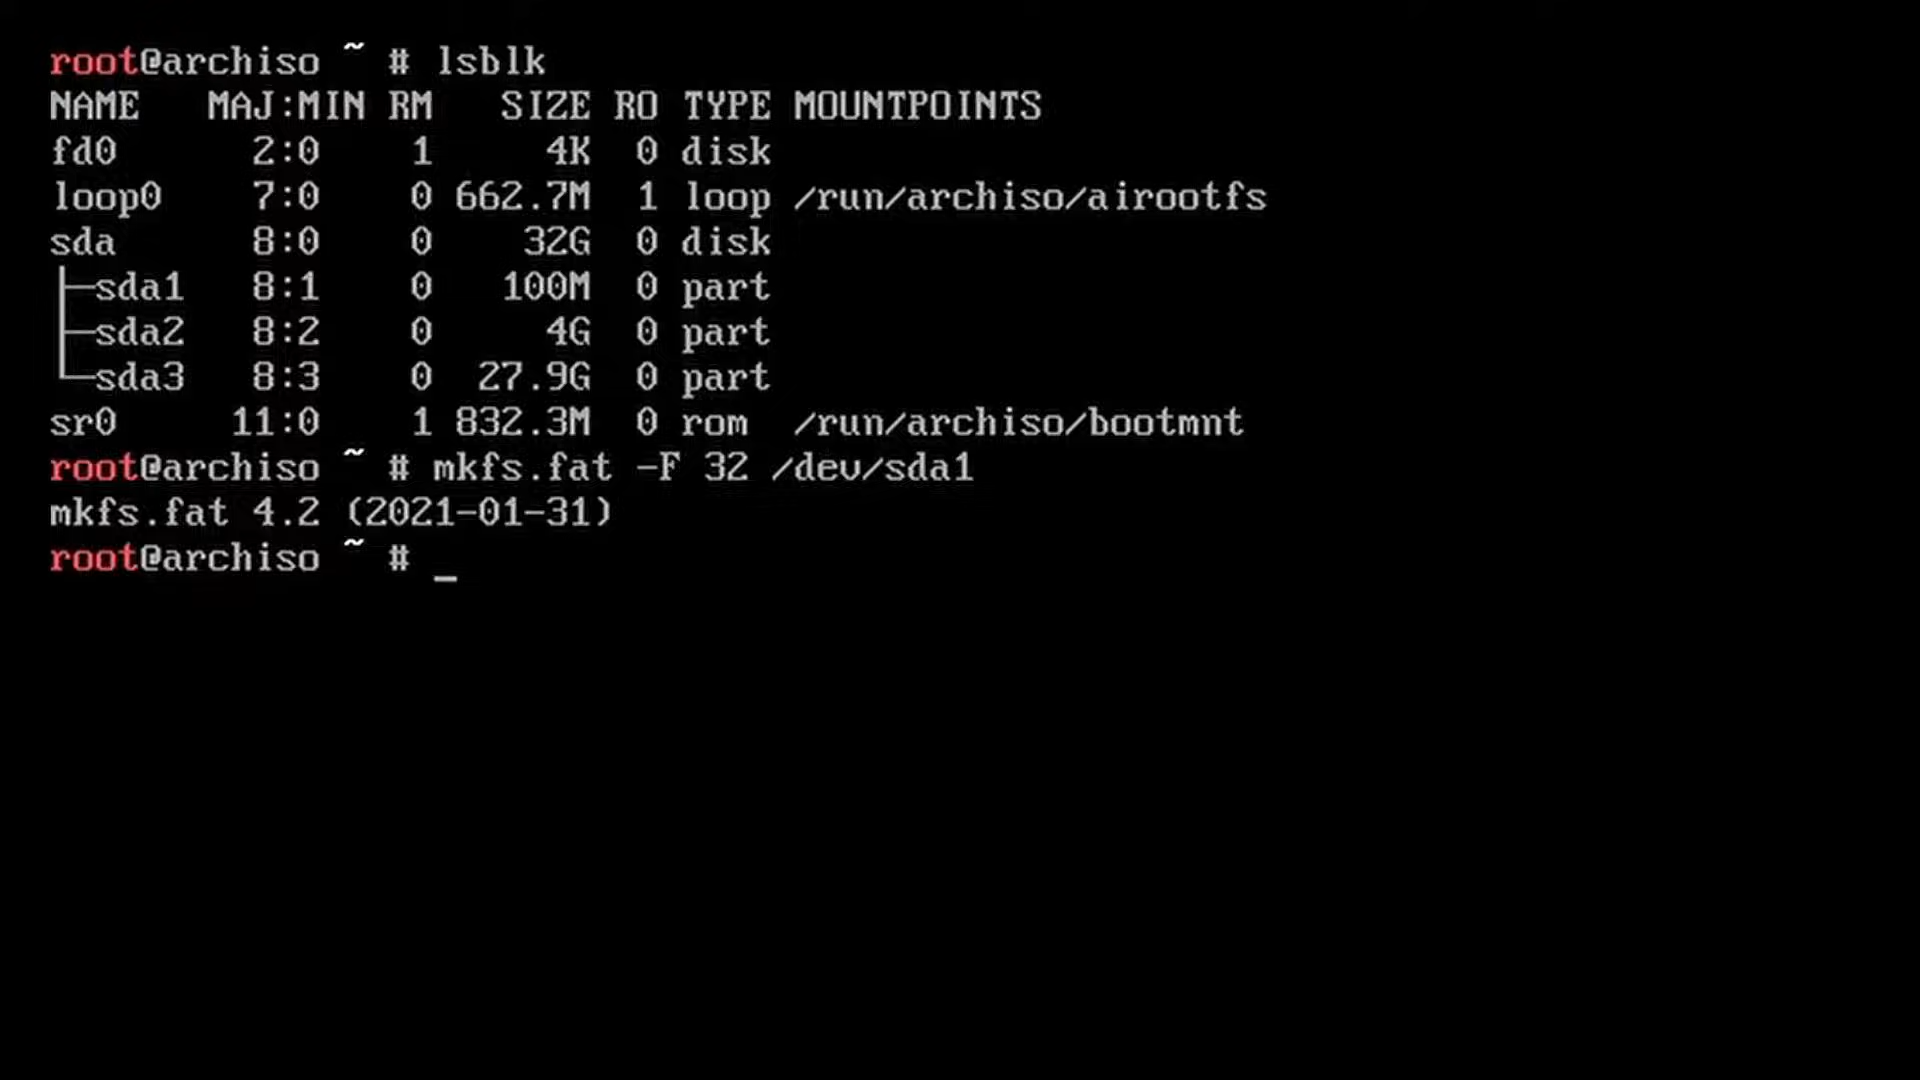 root@archiso ~ # lsblk
NAME   MAJ:MIN RM   SIZE RO TYPE MOUNTPOINTS
fd0      2:0    1     4K  0 disk
loop0    7:0    0 662.7M  1 loop /run/archiso/airootfs
sda      8:0    0    32G  0 disk
├─sda1   8:1    0   100M  0 part
├─sda2   8:2    0     4G  0 part
└─sda3   8:3    0  27.9G  0 part
sr0     11:0    1 832.3M  0 rom  /run/archiso/bootmnt
root@archiso ~ # mkfs.fat -F 32 /dev/sda1
mkfs.fat 4.2 (2021-01-31)
root@archiso ~ # _